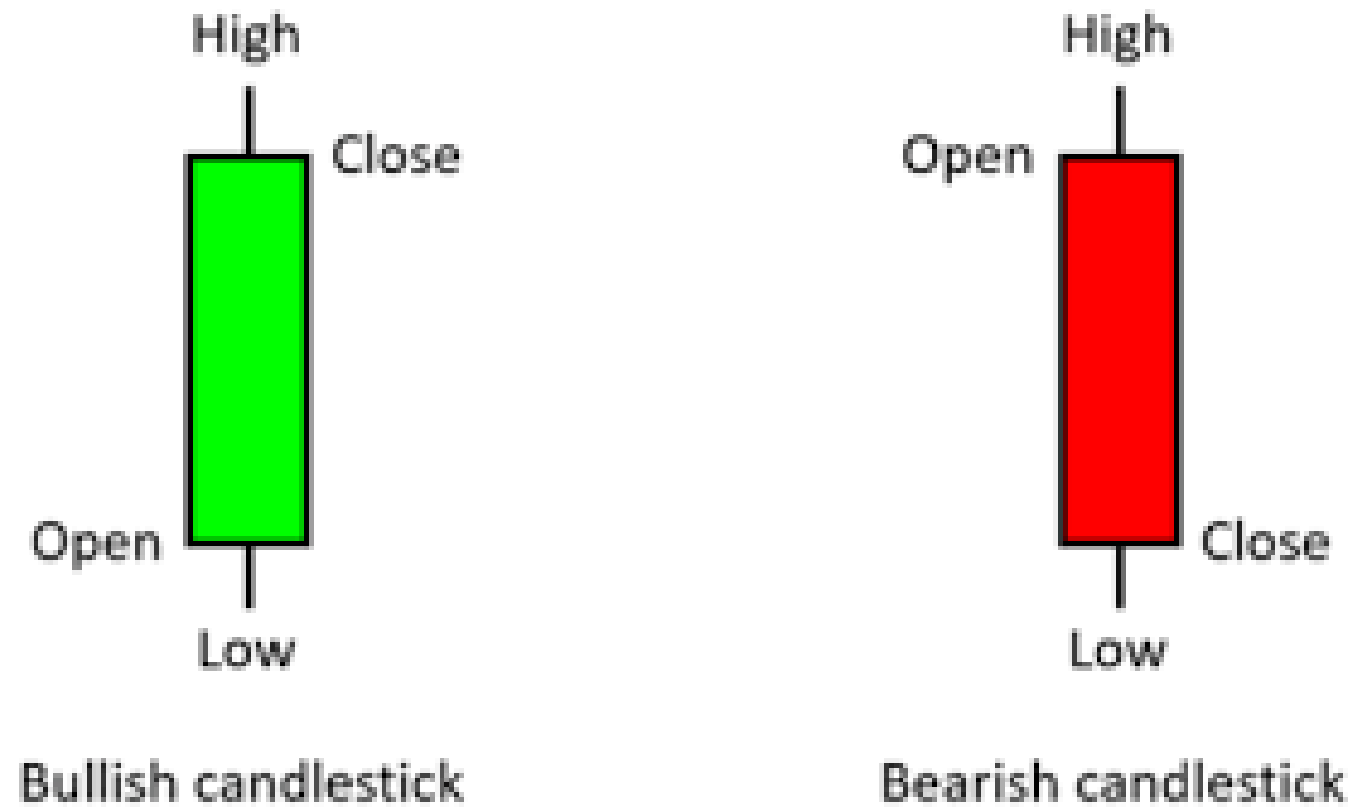 High
High
Close
Open
Open
Close
Low
Low
Bullish candlestick
Bearish candlestick